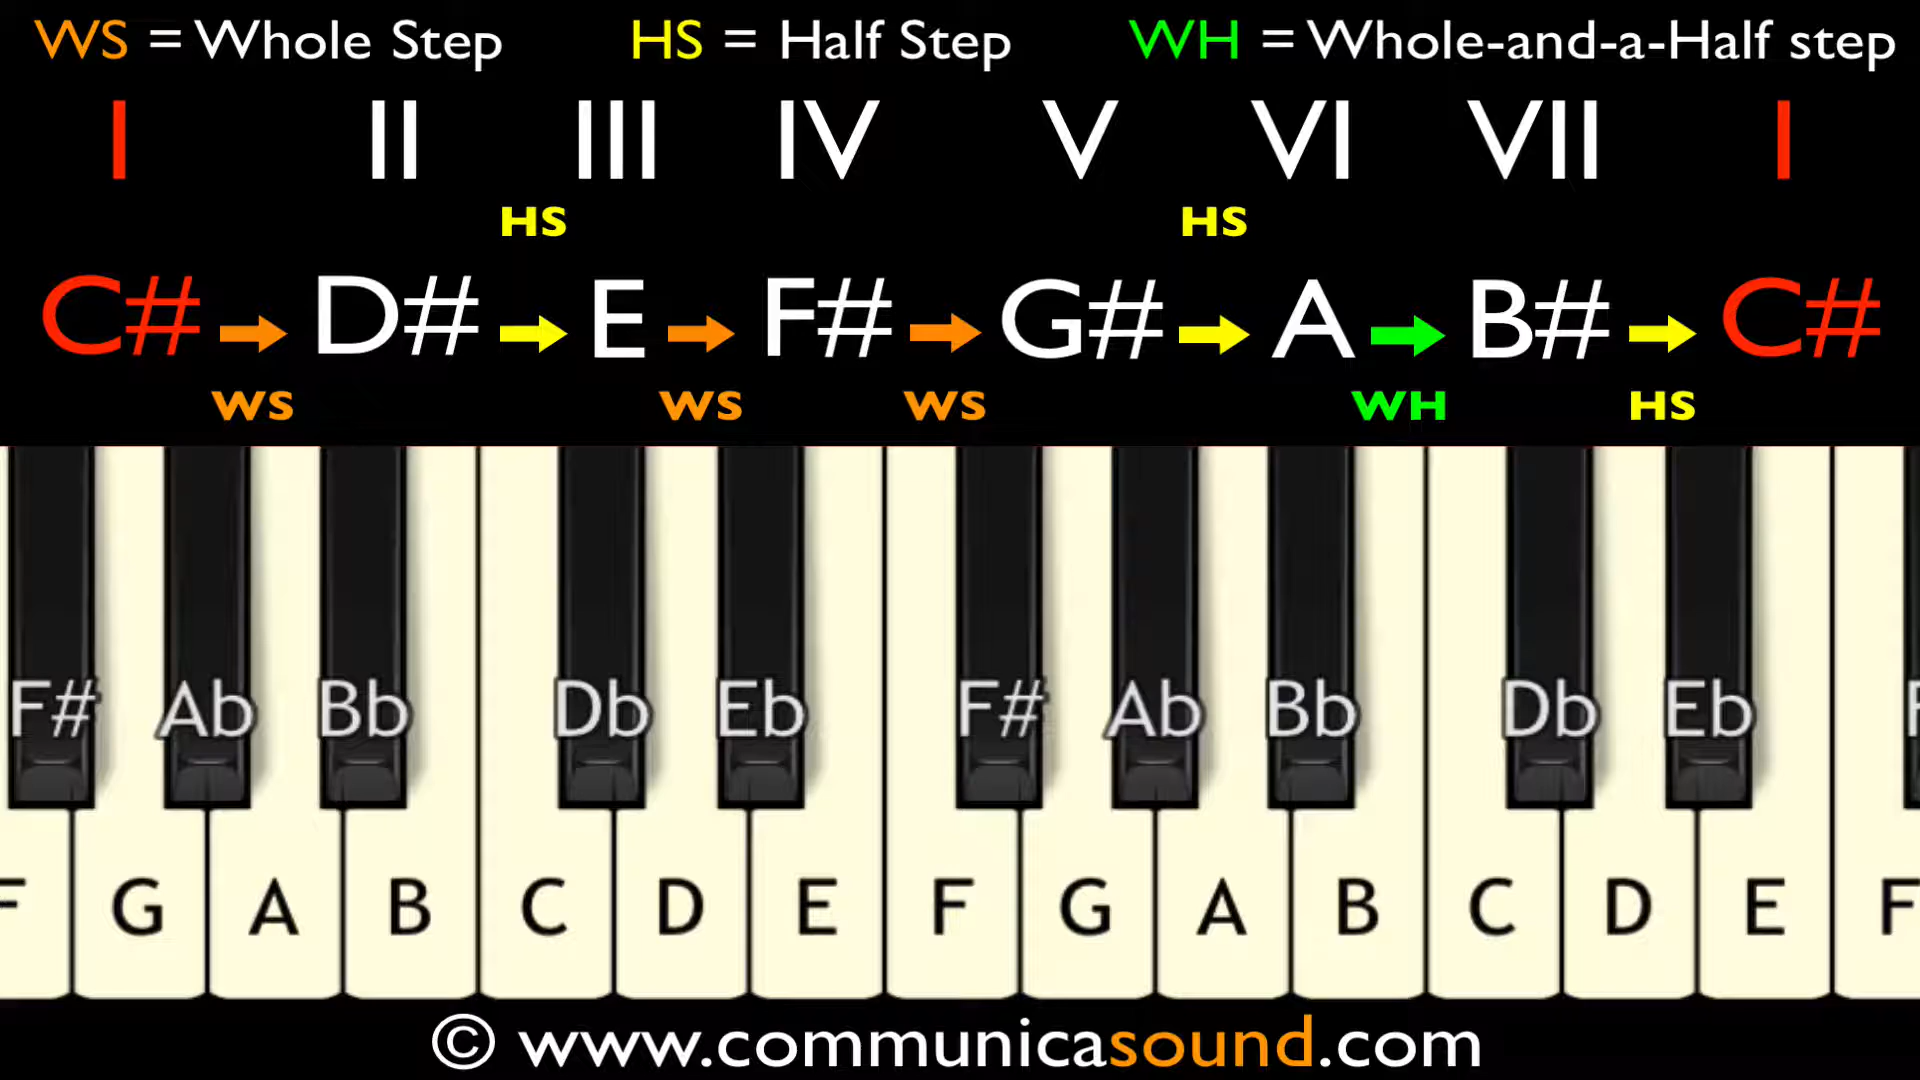 WS = Whole Step HS = Half Step WH = Whole-and-a-Half step
I II III IV V VI VII I
HS HS
C# D# E F# G# A B# C#
WS WS WS WH HS
F# Ab Bb Db Eb F# Ab Bb Db Eb
F G A B C D E F G A B C D E F
© www.communicasound.com